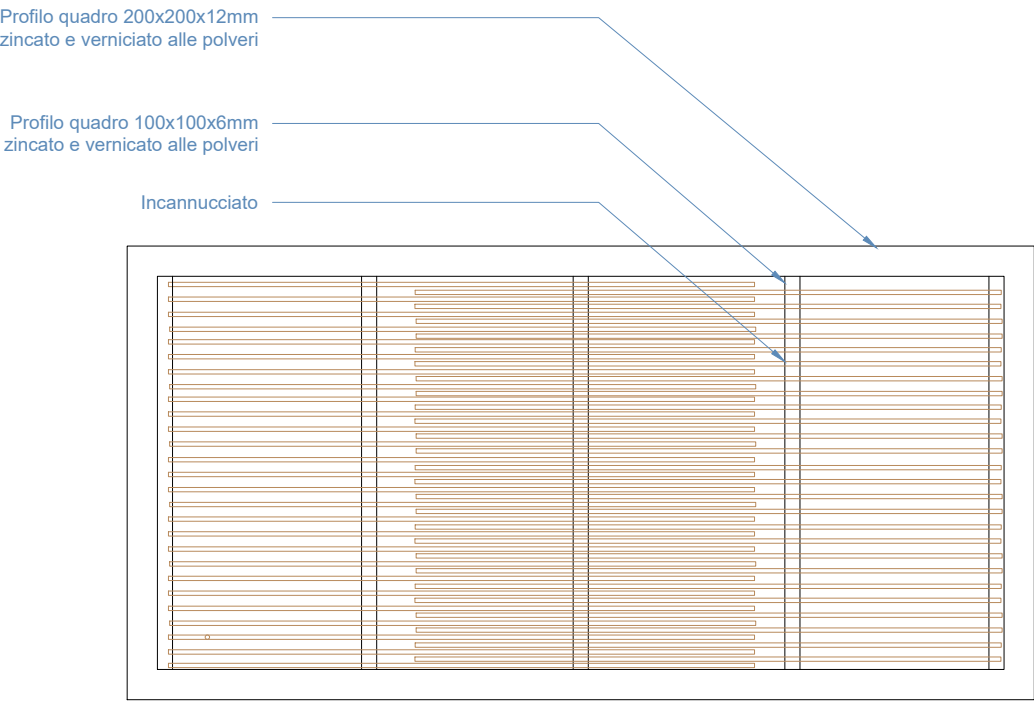 Profilo quadro 200x200x12mm
zincato e verniciato alle polveri
Profilo quadro 100x100x6mm
zincato e vernicato alle polveri
Incannucciato